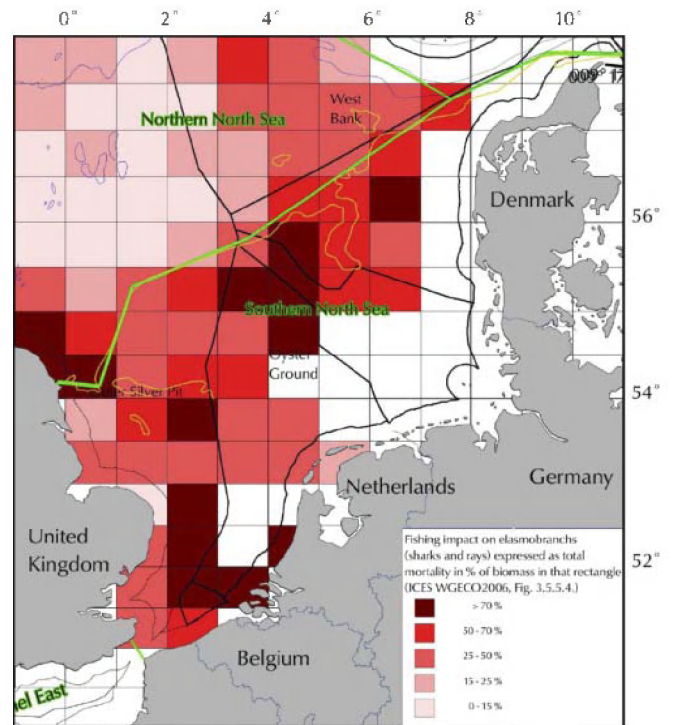 0° 2° 4° 6° 8° 10°
West
Bank
Northern North Sea
Denmark
56°
Southern North Sea
Oyster
Ground
Silver Pit
54°
Netherlands
Germany
United
Kingdom
52°
Belgium
nel East
Fishing impact on elasmobranchs
(sharks and rays) expressed as total
mortality in % of biomass in that rectangle
(ICES WGECO2006, Fig. 3.5.5.4.)
> 70 %
50 - 70 %
25 - 50 %
15 - 25 %
0 - 15 %